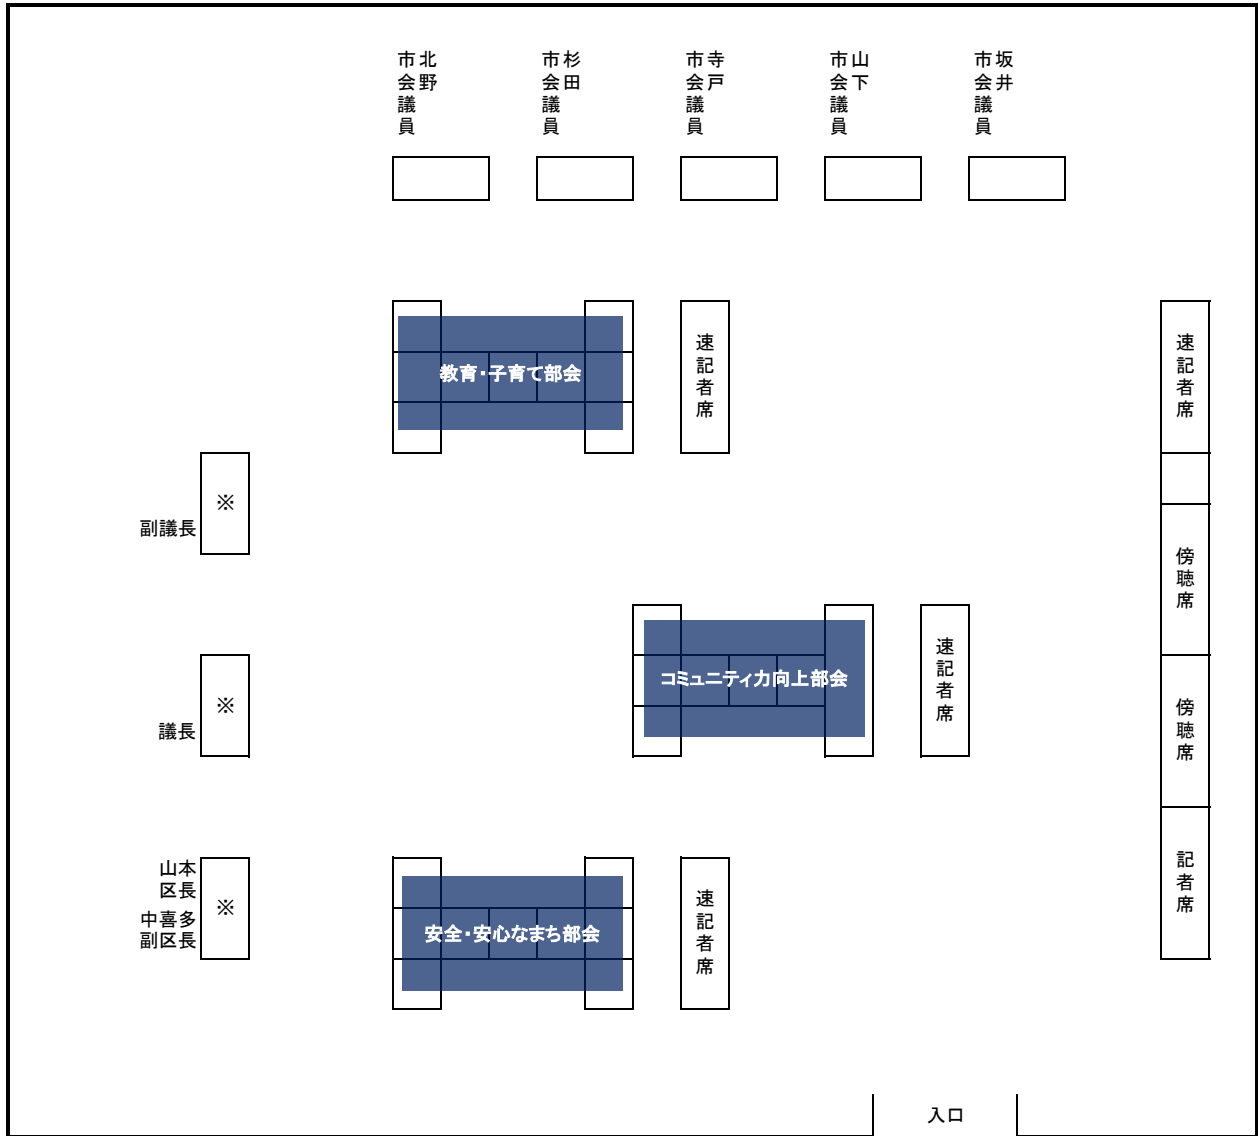 北野
市会議員
杉田
市会議員
寺戸
市会議員
山下
市会議員
坂井
市会議員
教育・子育て部会
速記者席
速記者席
※
副議長
傍聴席
コミュニティ力向上部会
速記者席
※
議長
傍聴席
山本
区長
中喜多
副区長
※
安全・安心なまち部会
速記者席
記者席
入口